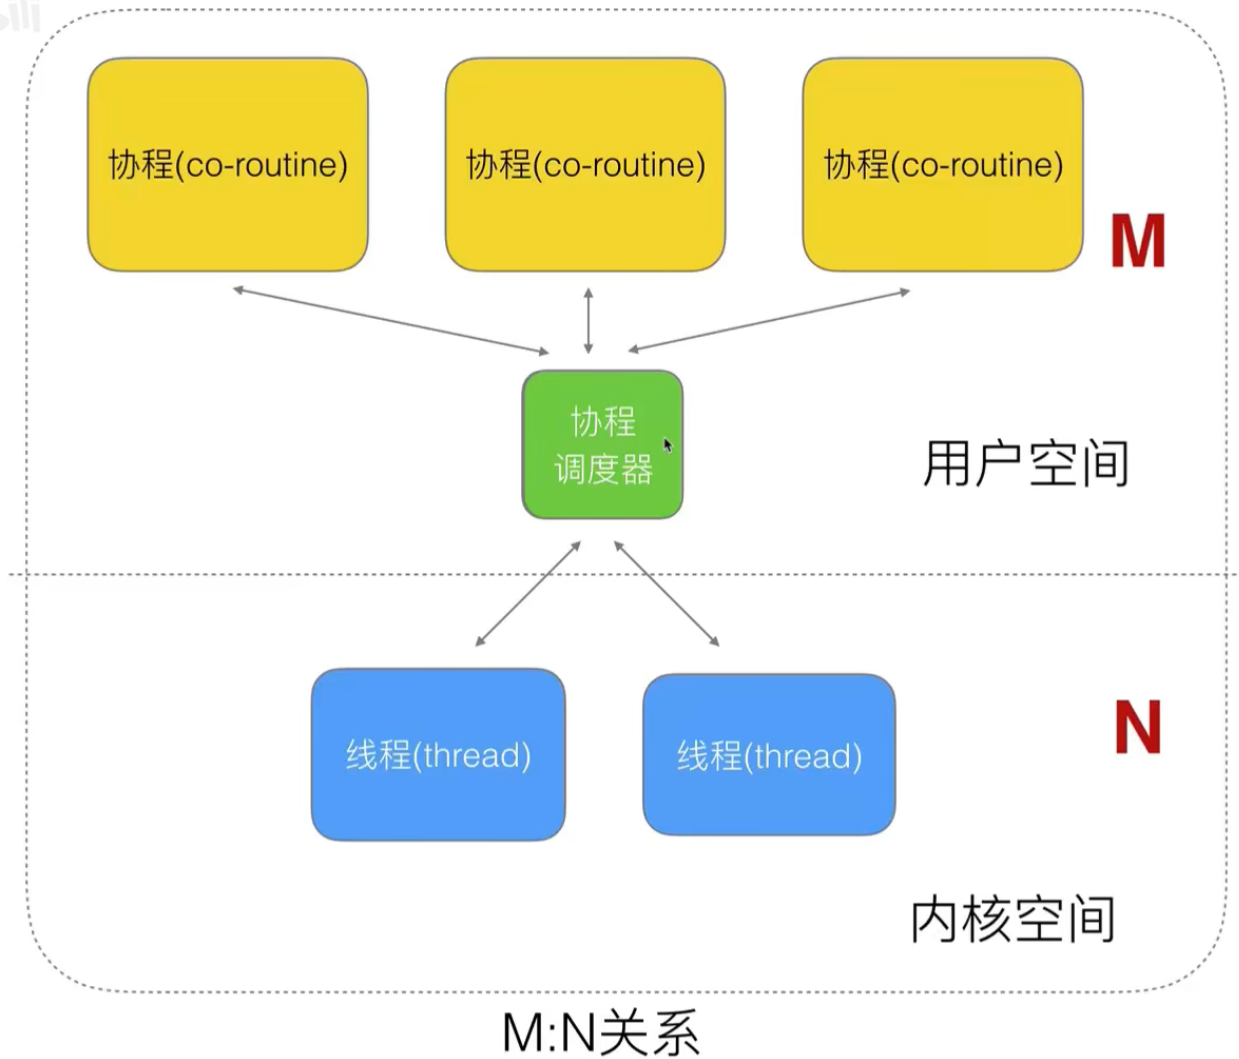 协程(co-routine)
协程(co-routine)
协程(co-routine)
M
协程
调度器
用户空间
线程(thread)
线程(thread)
N
内核空间
M:N关系